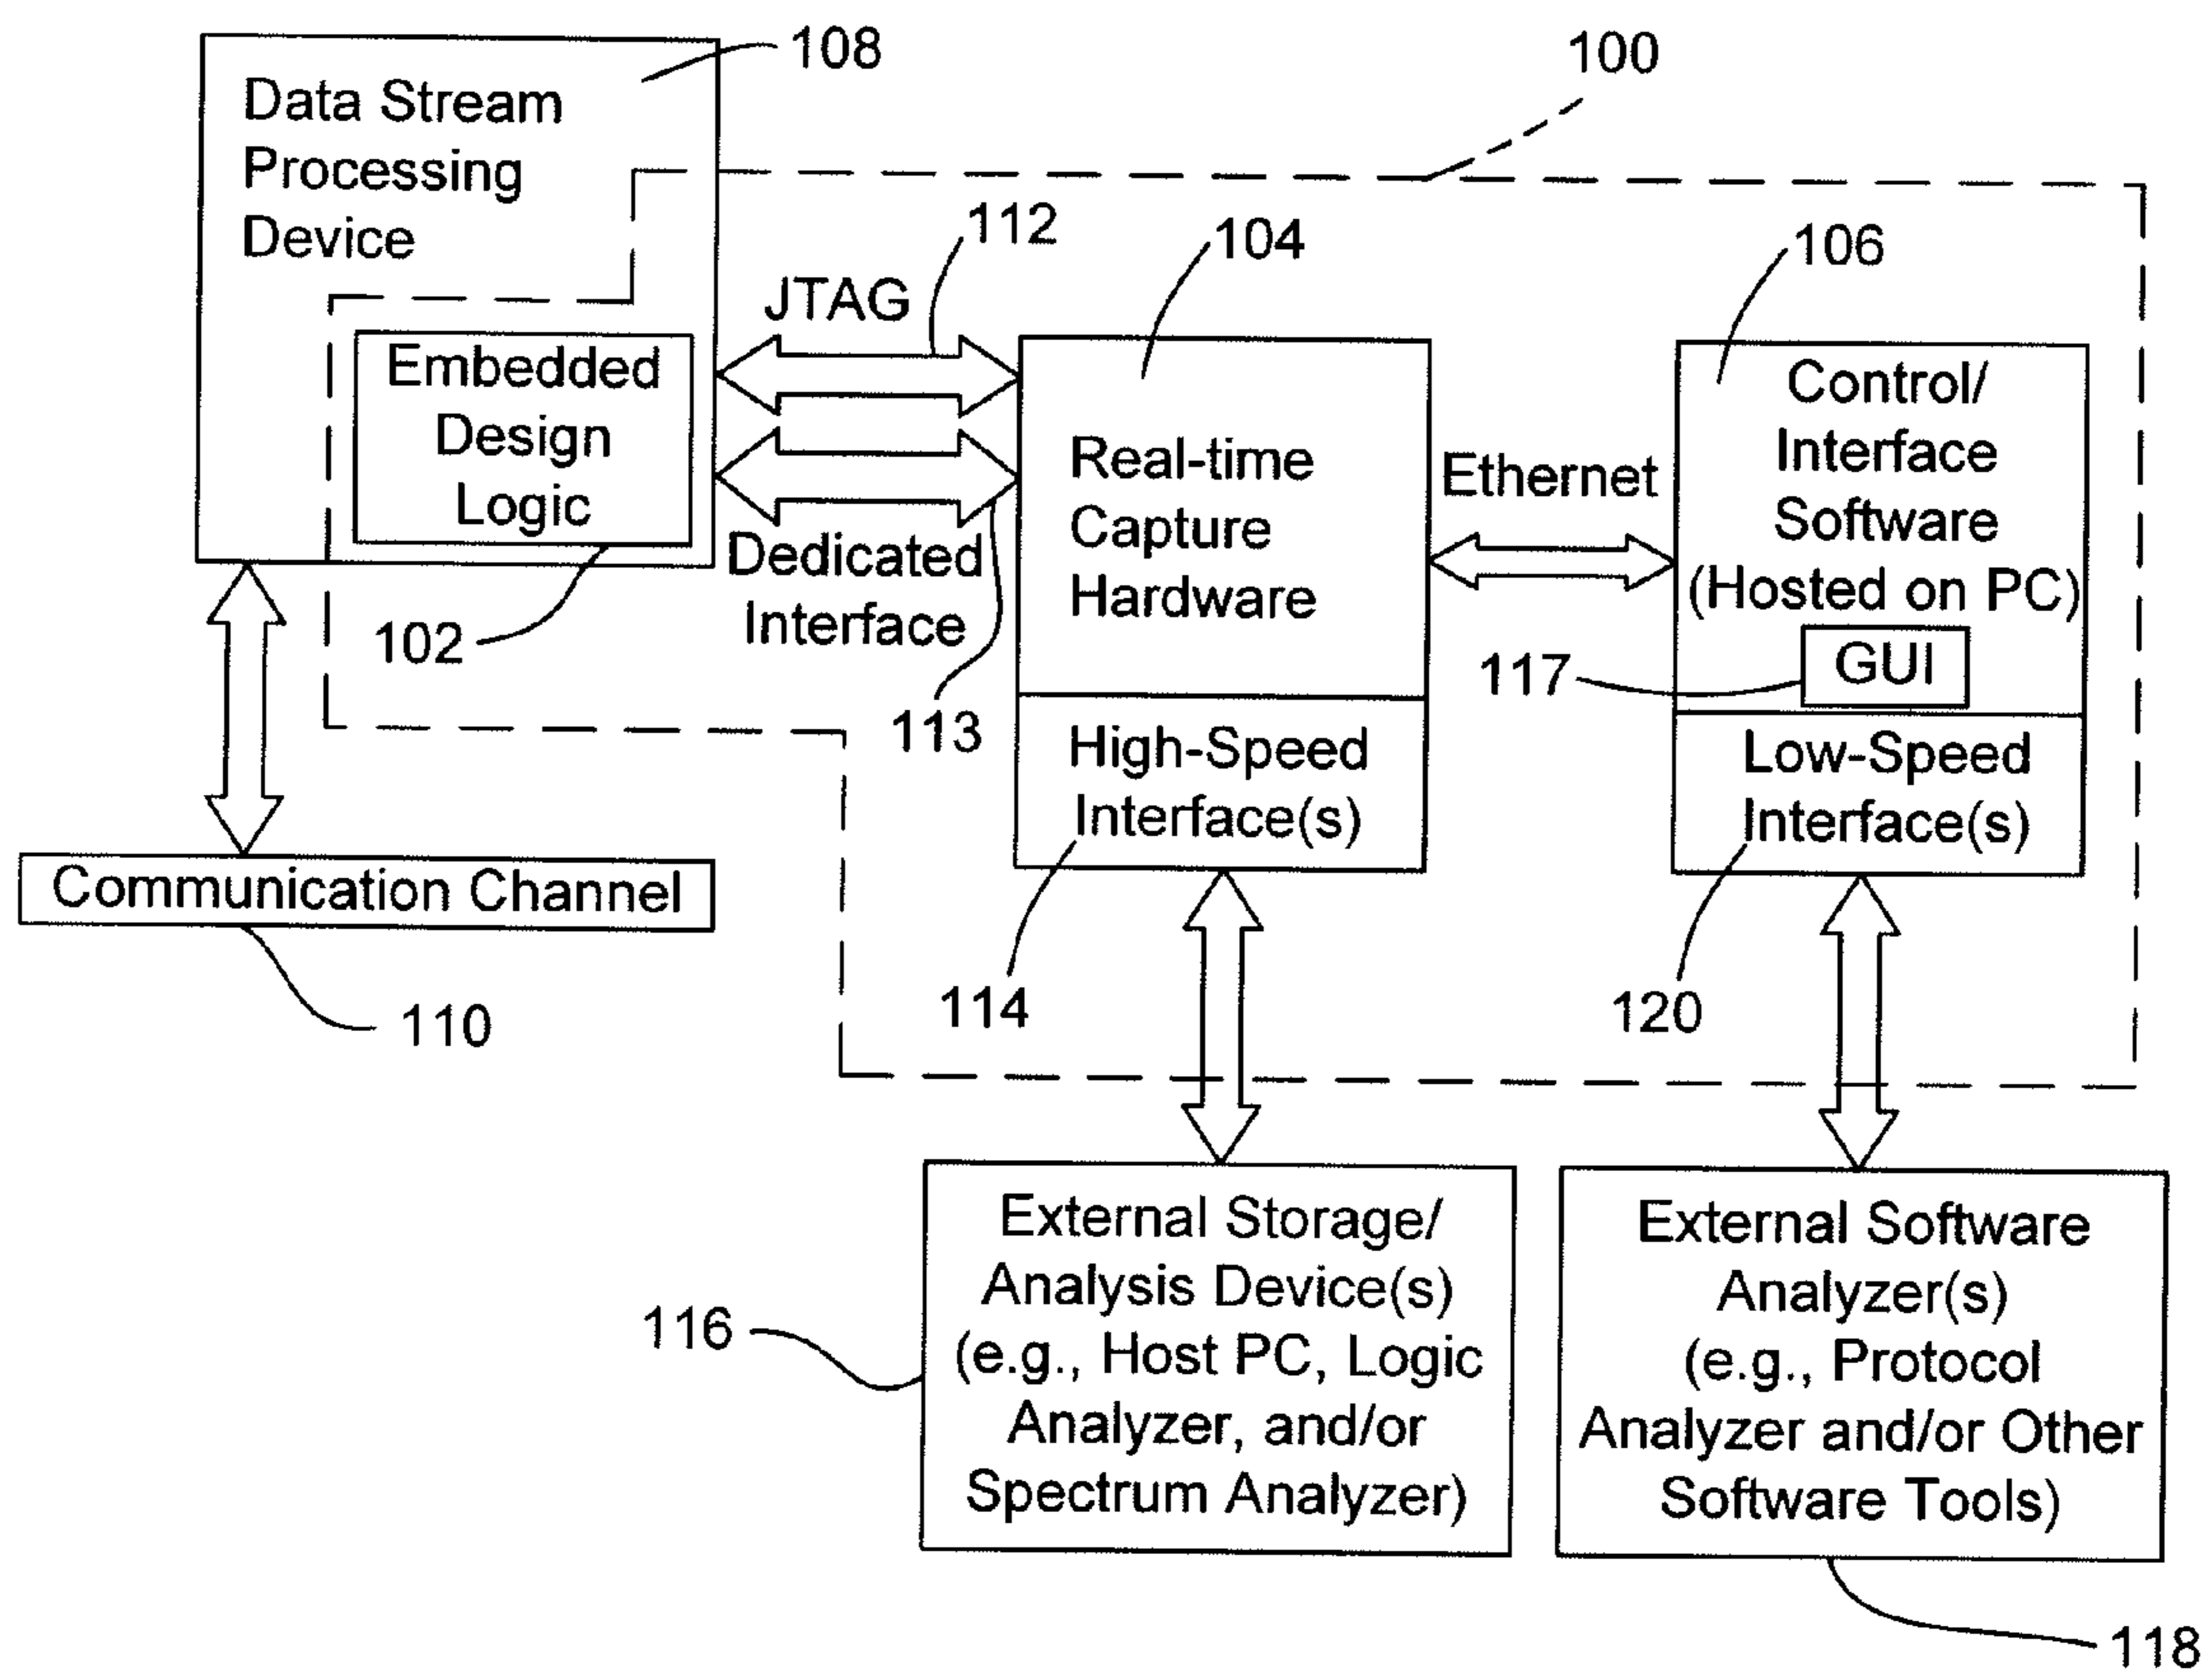 108
100
Data Stream
Processing
Device
112
104
106
JTAG
Embedded
Design
Logic
Dedicated
Interface
102
113
Real-time
Capture
Hardware
Ethernet
Control/
Interface
Software
(Hosted on PC)
GUI
117
High-Speed
Interface(s)
Low-Speed
Interface(s)
Communication Channel
110
114
120
External Storage/
Analysis Device(s)
(e.g., Host PC, Logic
Analyzer, and/or
Spectrum Analyzer)
116
External Software
Analyzer(s)
(e.g., Protocol
Analyzer and/or Other
Software Tools)
118